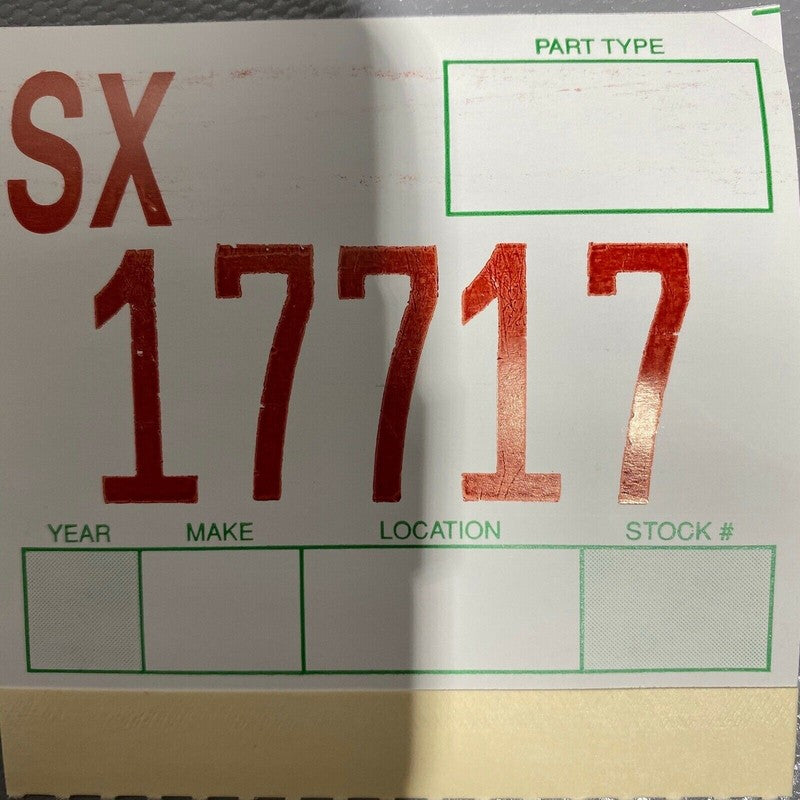 PART TYPE
SX
17717
YEAR MAKE LOCATION STOCK #